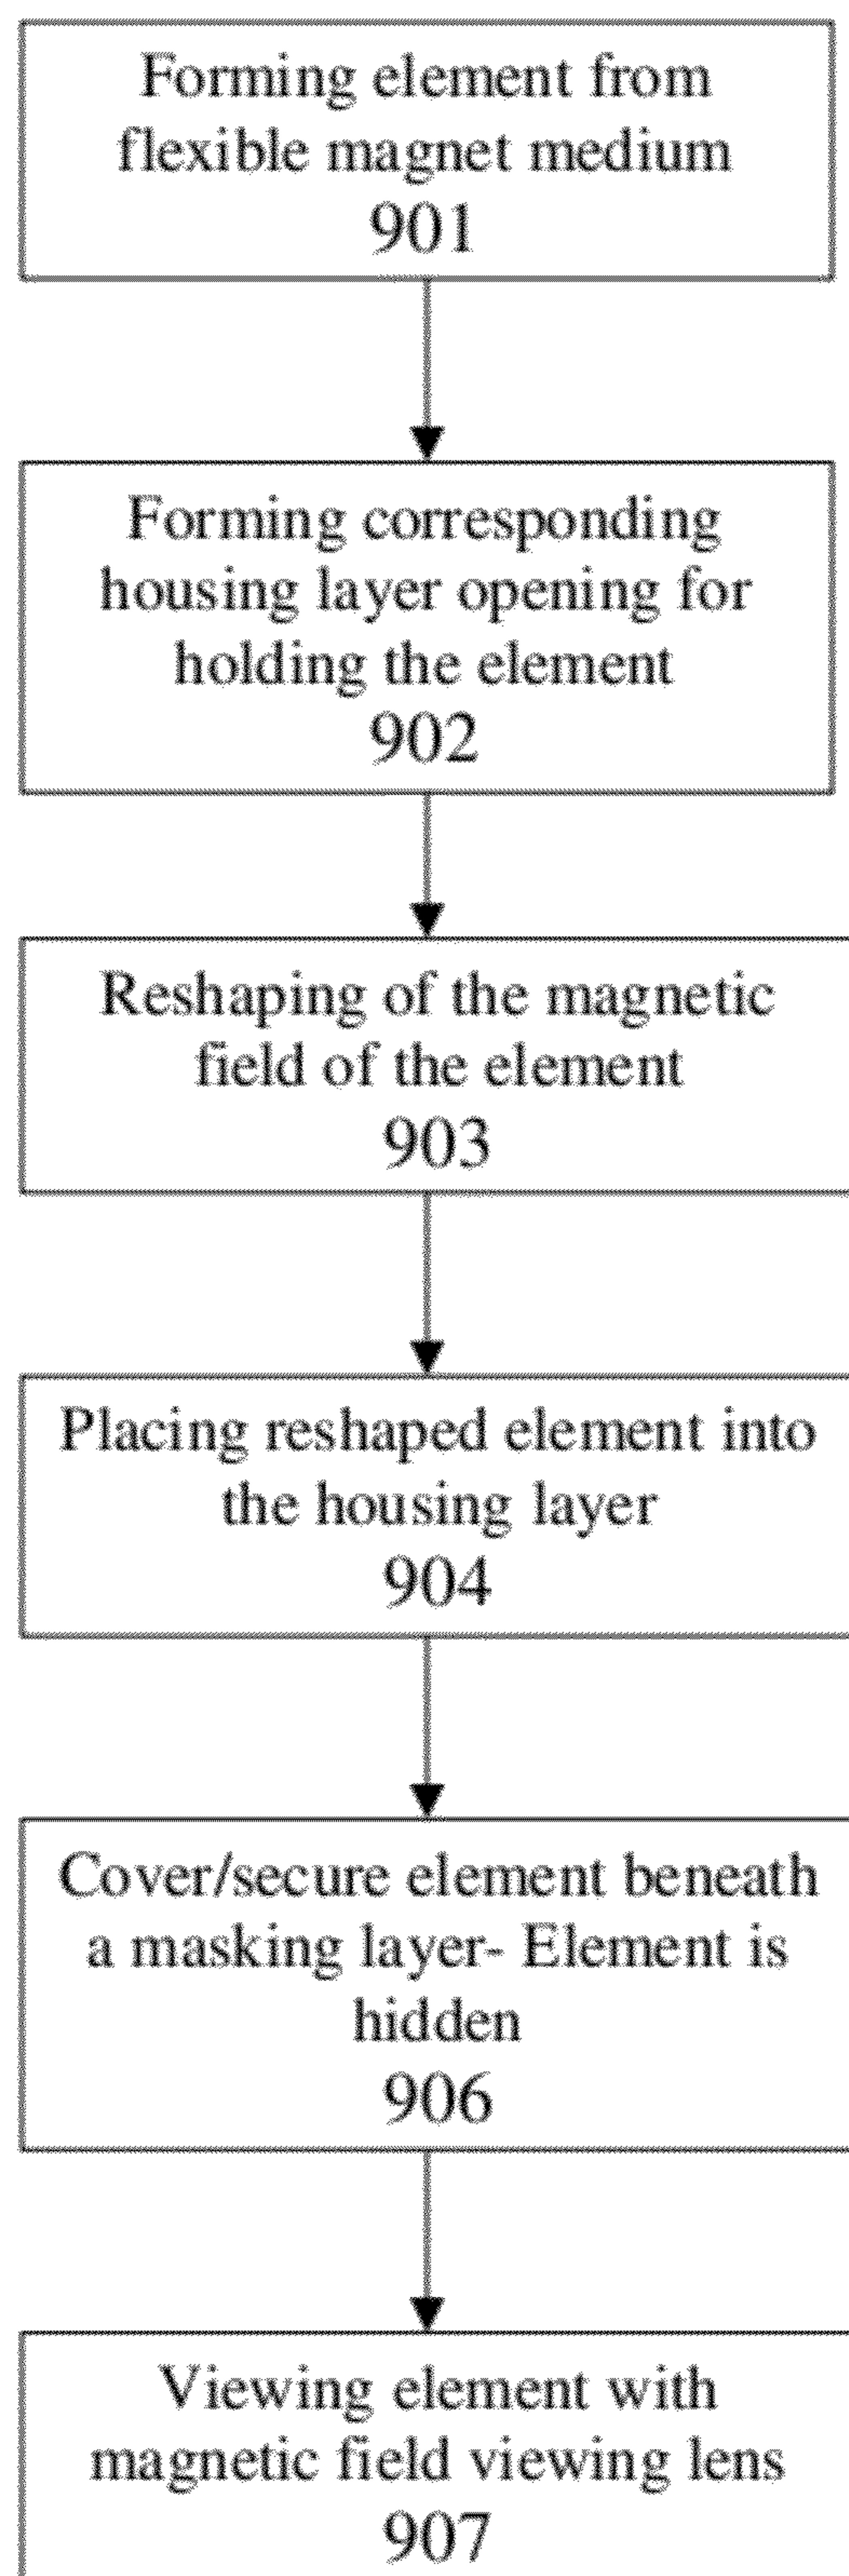 Forming element from
flexible magnet medium
901
Forming corresponding
housing layer opening for
holding the element
902
Reshaping of the magnetic
field of the element
903
Placing reshaped element into
the housing layer
904
Cover/secure element beneath
a masking layer- Element is
hidden
906
Viewing element with
magnetic field viewing lens
907